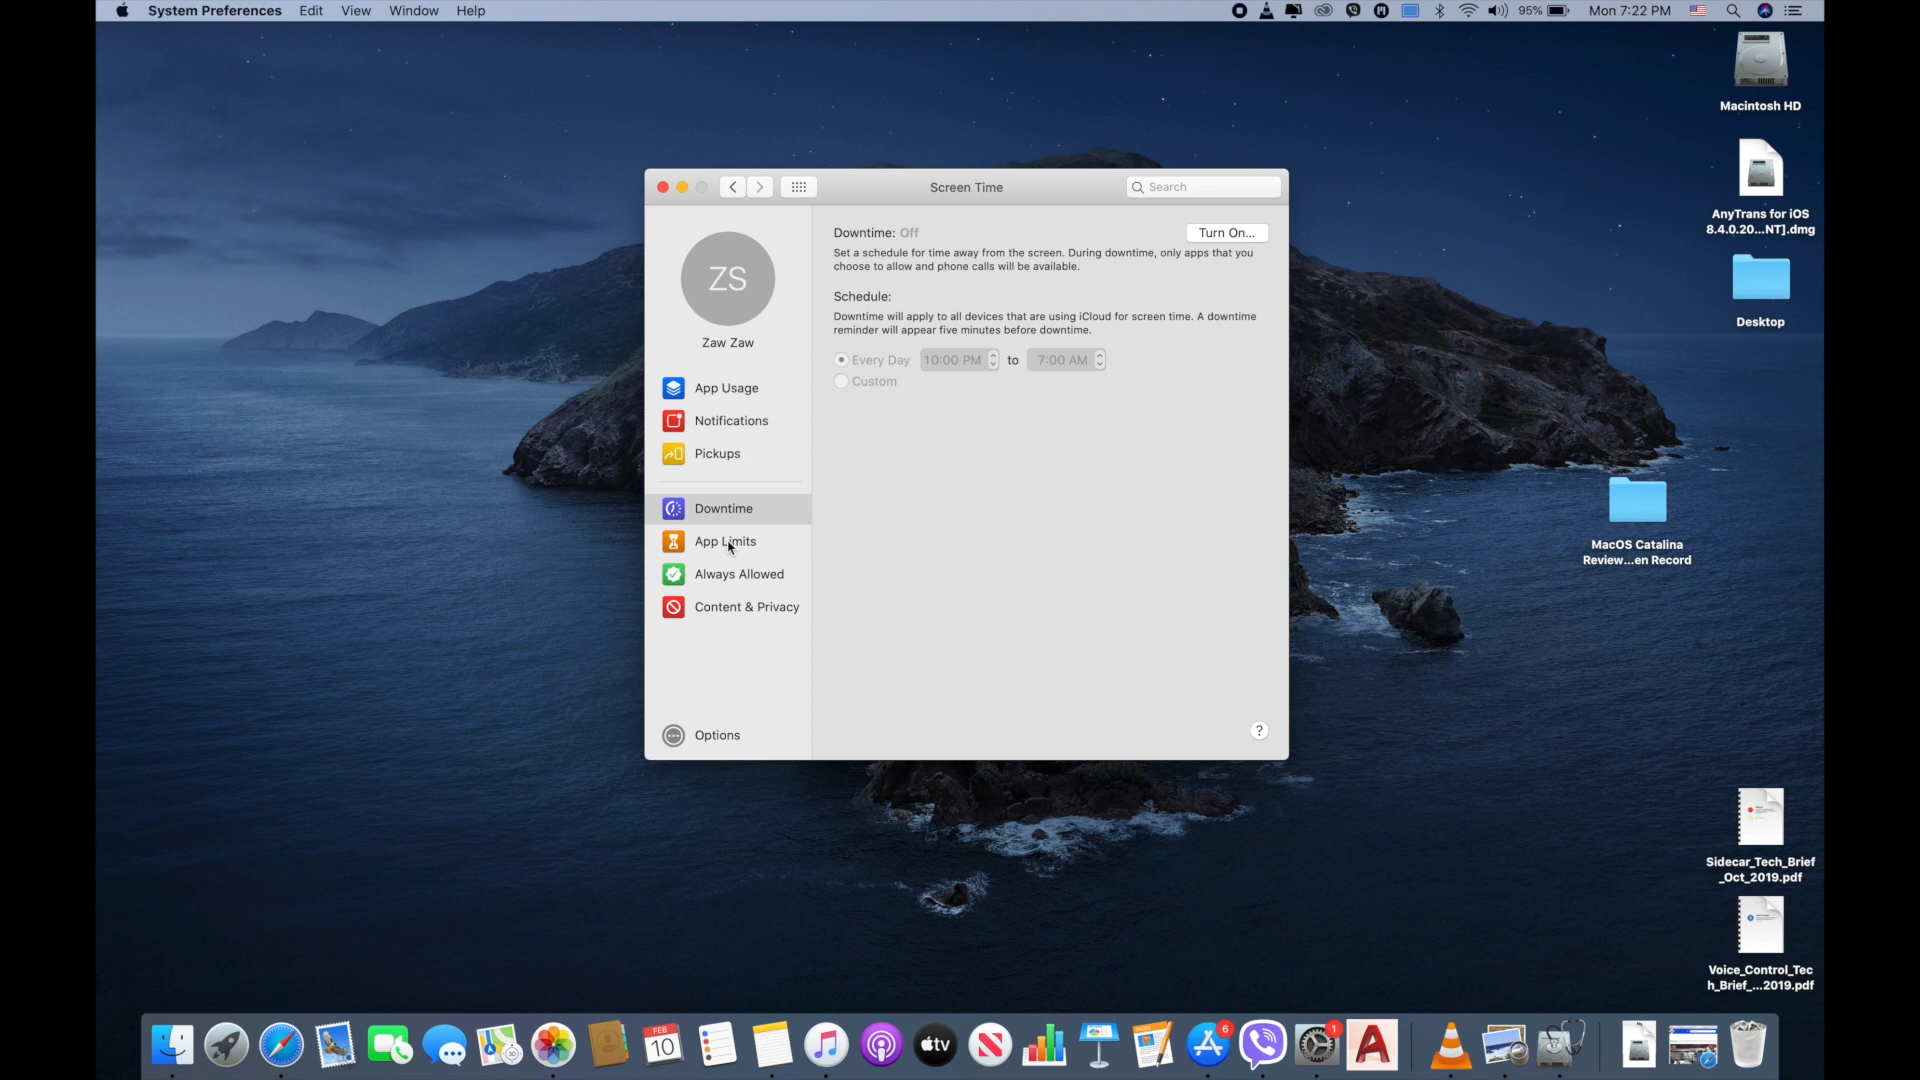 System Preferences Edit View Window Help
95% Mon 7:22 PM
Macintosh HD
AnyTrans for iOS
8.4.0.20...NT].dmg
Desktop
MacOS Catalina
Review...en Record
Sidecar_Tech_Brief
_Oct_2019.pdf
Voice_Control_Tec
h_Brief_...2019.pdf
Screen Time
Search
ZS
Zaw Zaw
App Usage
Notifications
Pickups
Downtime
App Limits
Always Allowed
Content & Privacy
Options
Downtime: Off
Turn On...
Set a schedule for time away from the screen. During downtime, only apps that you
choose to allow and phone calls will be available.
Schedule:
Downtime will apply to all devices that are using iCloud for screen time. A downtime
reminder will appear five minutes before downtime.
Every Day 10:00 PM to 7:00 AM
Custom
?
FEB
10
tv
6
1